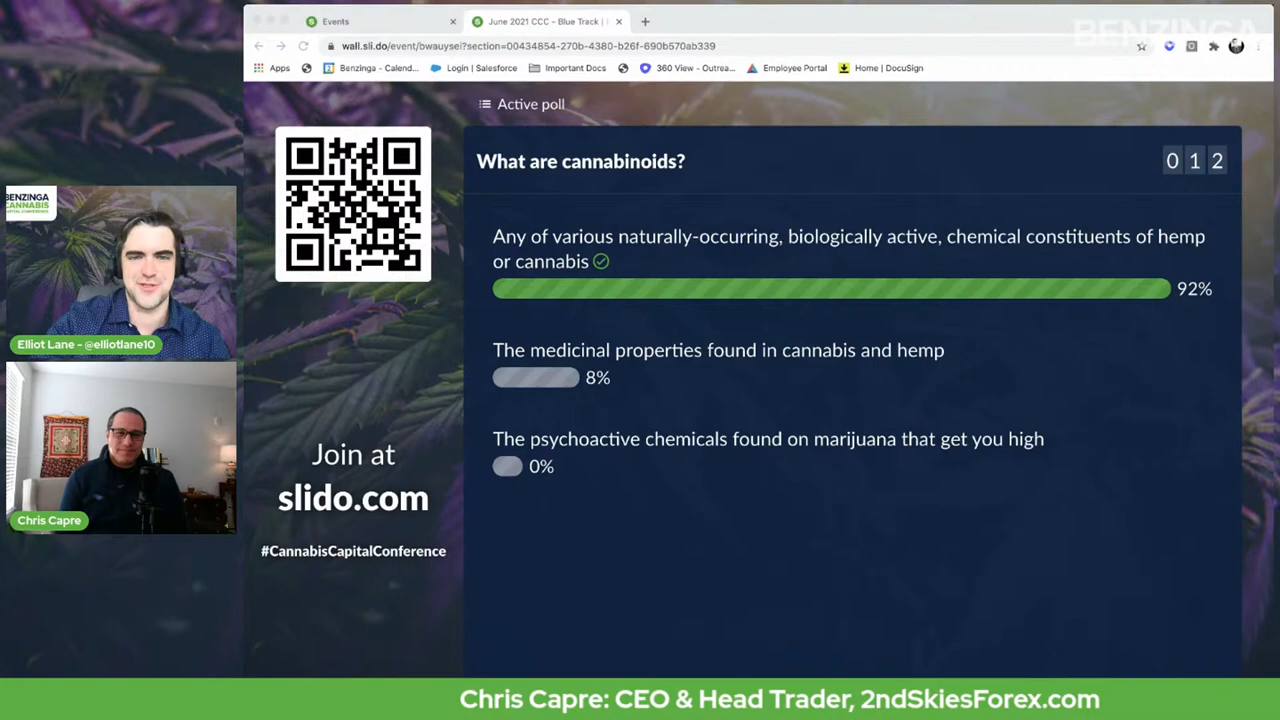 Events
June 2021 CCC - Blue Track |
BENZINGA
wall.sli.do/event/bwauysei?section=00434854-270b-4380-b26f-690b570ab339
Apps
Benzinga - Calend...
Login | Salesforce
Important Docs
360 View - Outrea...
Employee Portal
Home | DocuSign
Active poll
What are cannabinoids?
0 1 2
Any of various naturally-occurring, biologically active, chemical constituents of hemp
or cannabis
92%
The medicinal properties found in cannabis and hemp
8%
The psychoactive chemicals found on marijuana that get you high
0%
BENZINGA
CANNABIS
CAPITAL CONFERENCE
Elliot Lane - @elliotlane10
Chris Capre
Join at
slido.com
#CannabisCapitalConference
Chris Capre: CEO & Head Trader, 2ndSkiesForex.com